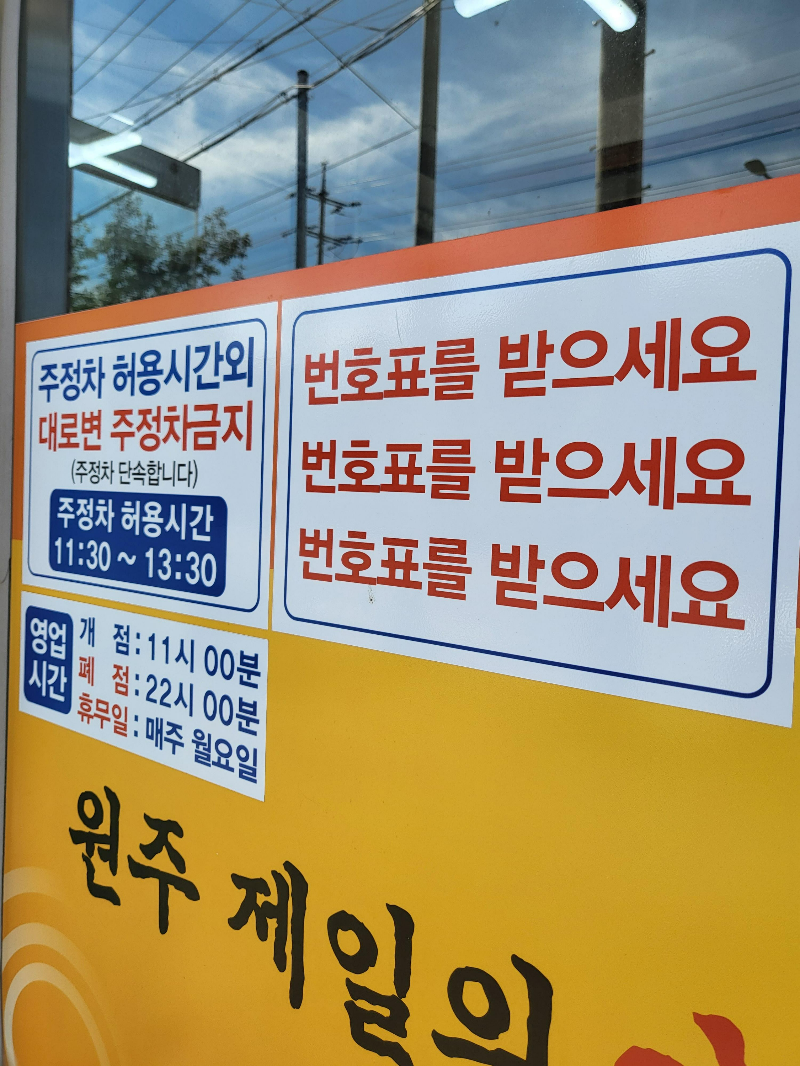 주정차 허용시간외
대로변 주정차금지
(주정차 단속합니다)
주정차 허용시간
11:30 ~ 13:30
번호표를 받으세요
번호표를 받으세요
번호표를 받으세요
영업
시간
개 점 : 11시 00분
폐 점 : 22시 00분
휴무일 : 매주 월요일
원주 제일의